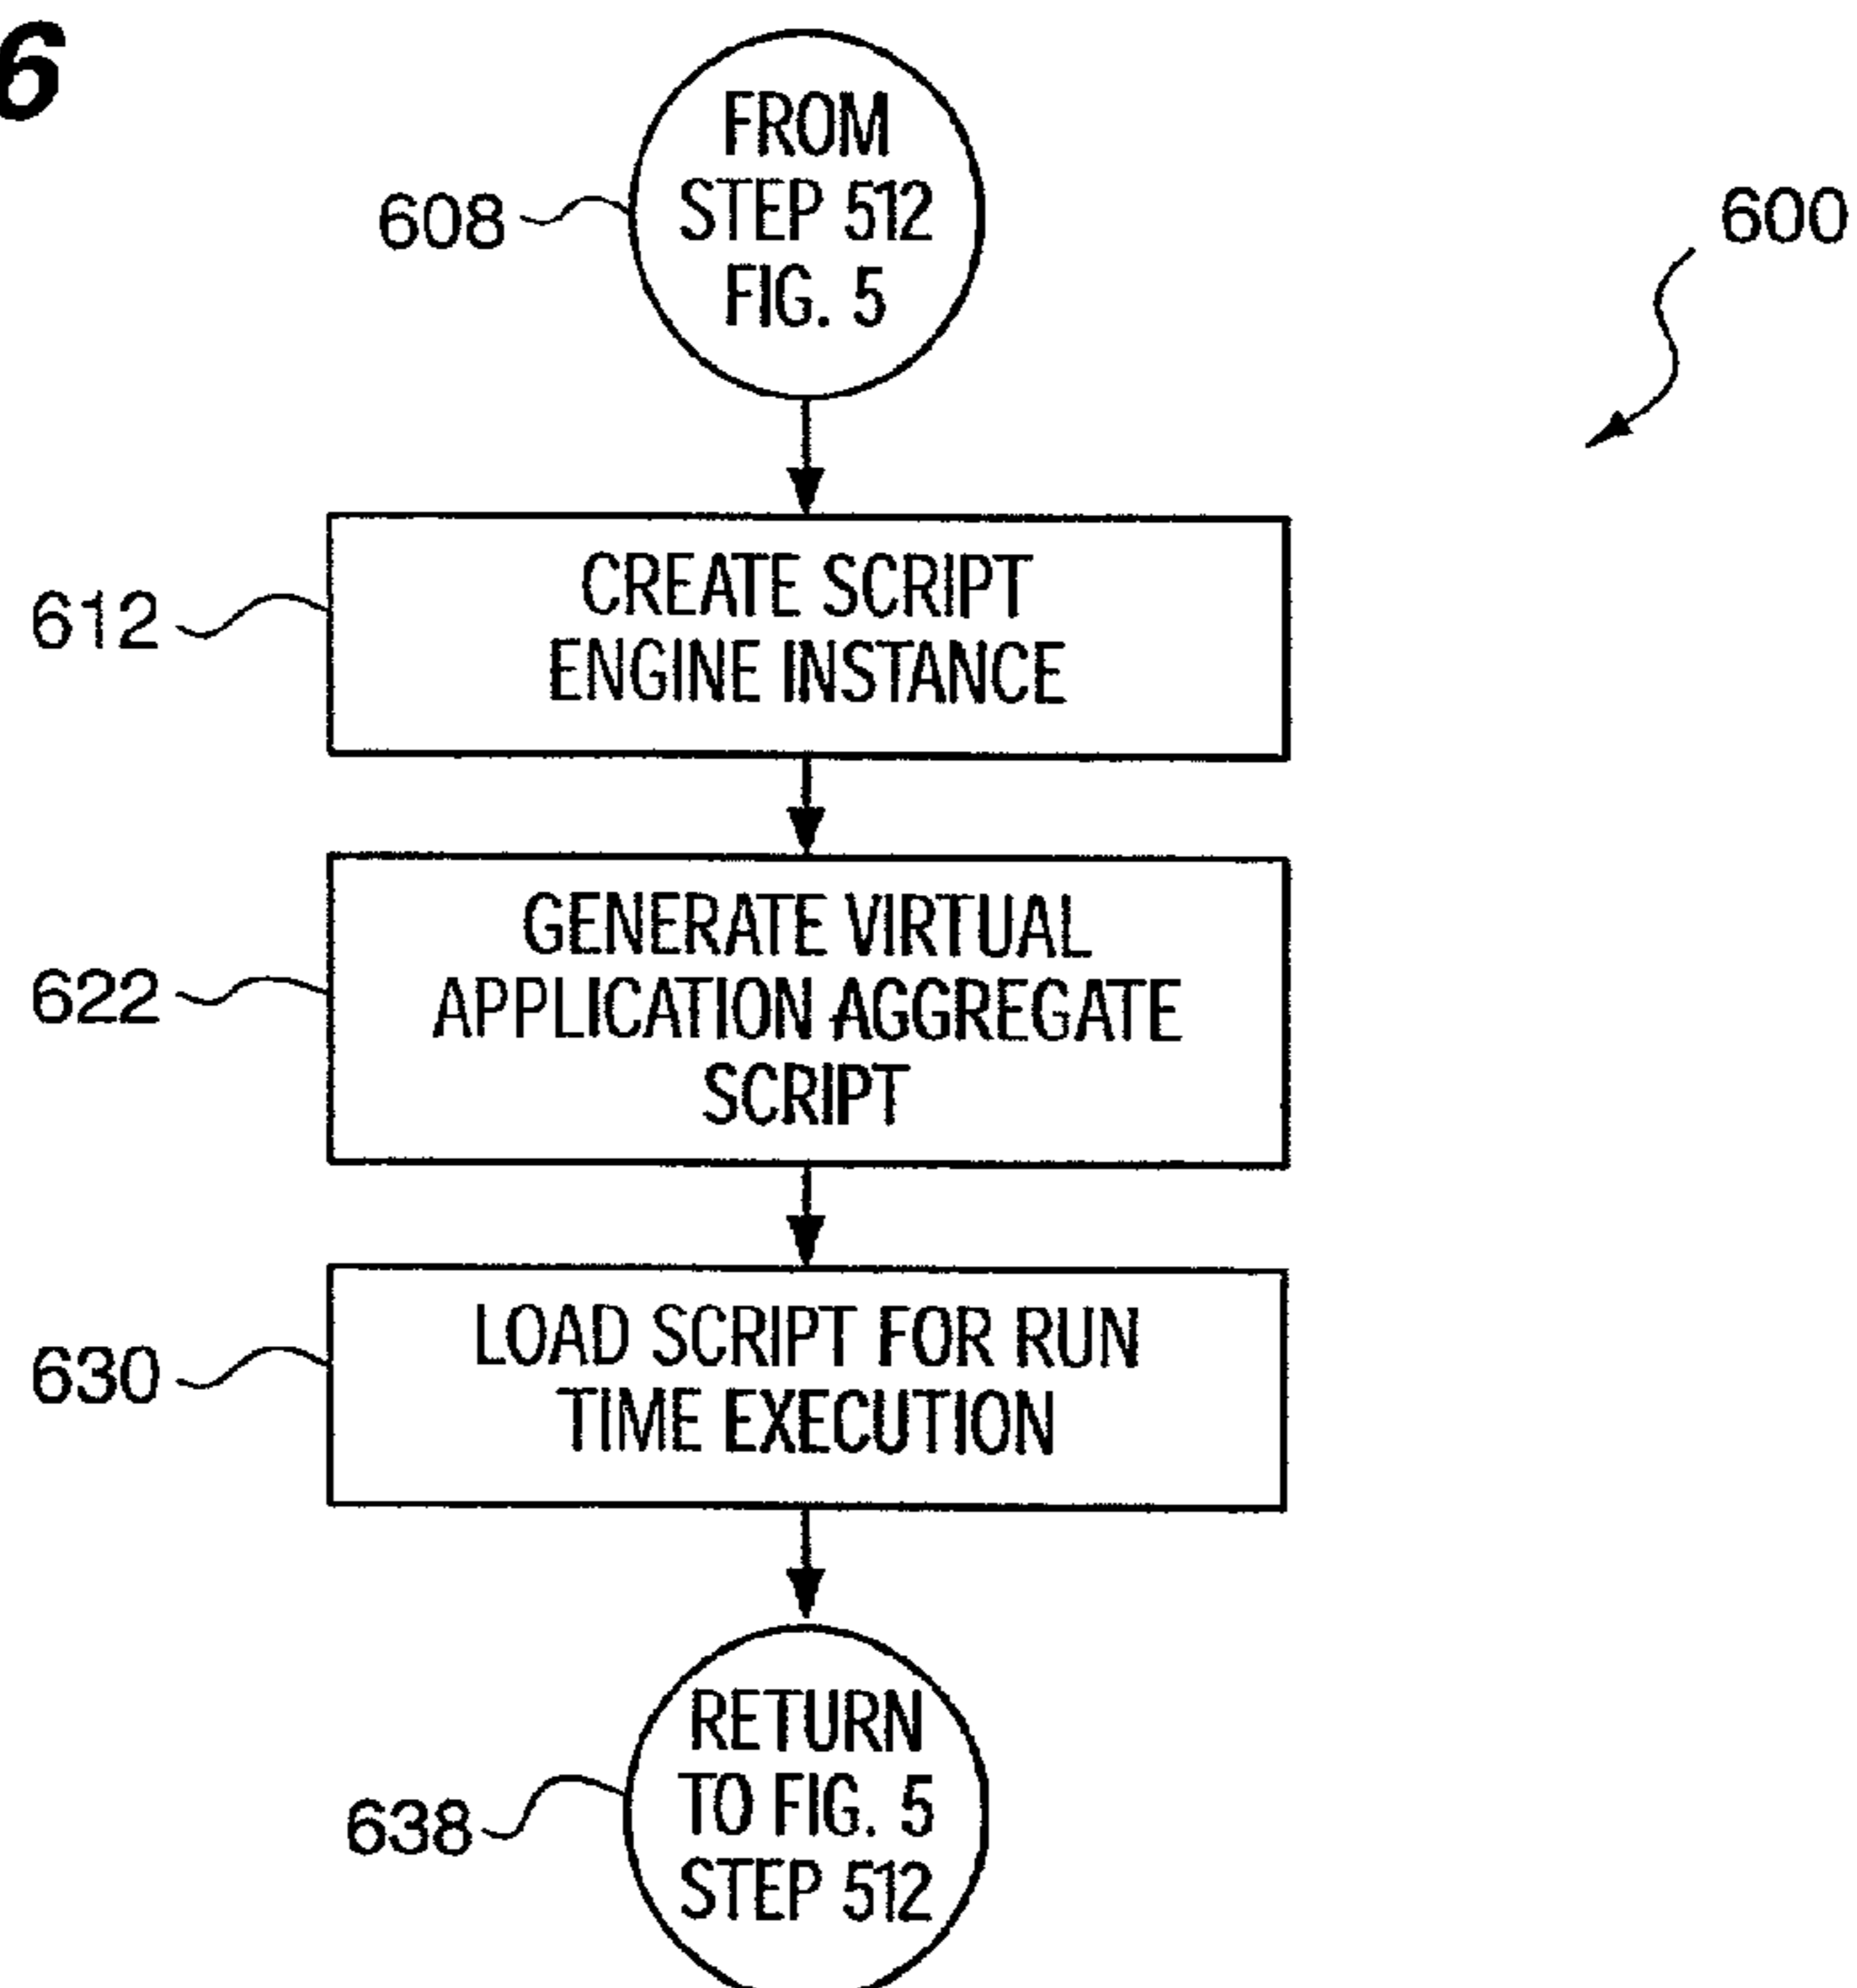 6
FROM
STEP 512
FIG. 5
608
600
CREATE SCRIPT
ENGINE INSTANCE
612
GENERATE VIRTUAL
APPLICATION AGGREGATE
SCRIPT
622
LOAD SCRIPT FOR RUN
TIME EXECUTION
630
RETURN
TO FIG. 5
STEP 512
638